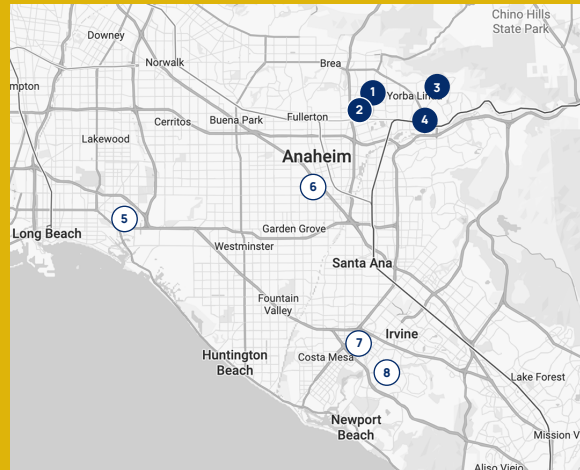 Chino Hills
State Park
Downey
Norwalk
Brea
mpton
1
3
Yorba Lin
2
Cerritos
Buena Park
Fullerton
4
Lakewood
Anaheim
6
5
Long Beach
Garden Grove
Westminster
Santa Ana
Fountain
Valley
Irvine
7
Costa Mesa
Huntington
Beach
8
Lake Forest
Newport
Beach
Mission V
Aliso Viejo